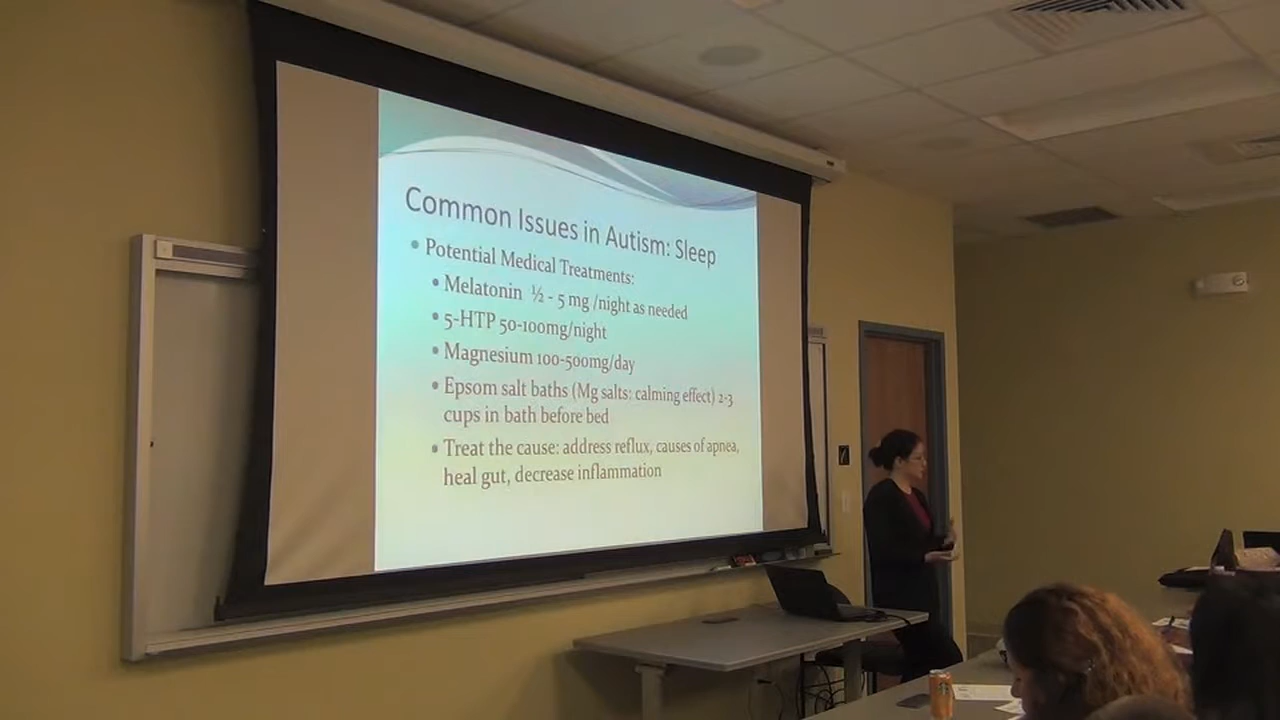 Common Issues in Autism: Sleep
• Potential Medical Treatments:
• Melatonin ½ - 5 mg /night as needed
• 5-HTP 50-100mg/night
• Magnesium 100-500mg/day
• Epsom salt baths (Mg salts: calming effect) 2-3
cups in bath before bed
• Treat the cause: address reflux, causes of apnea,
heal gut, decrease inflammation